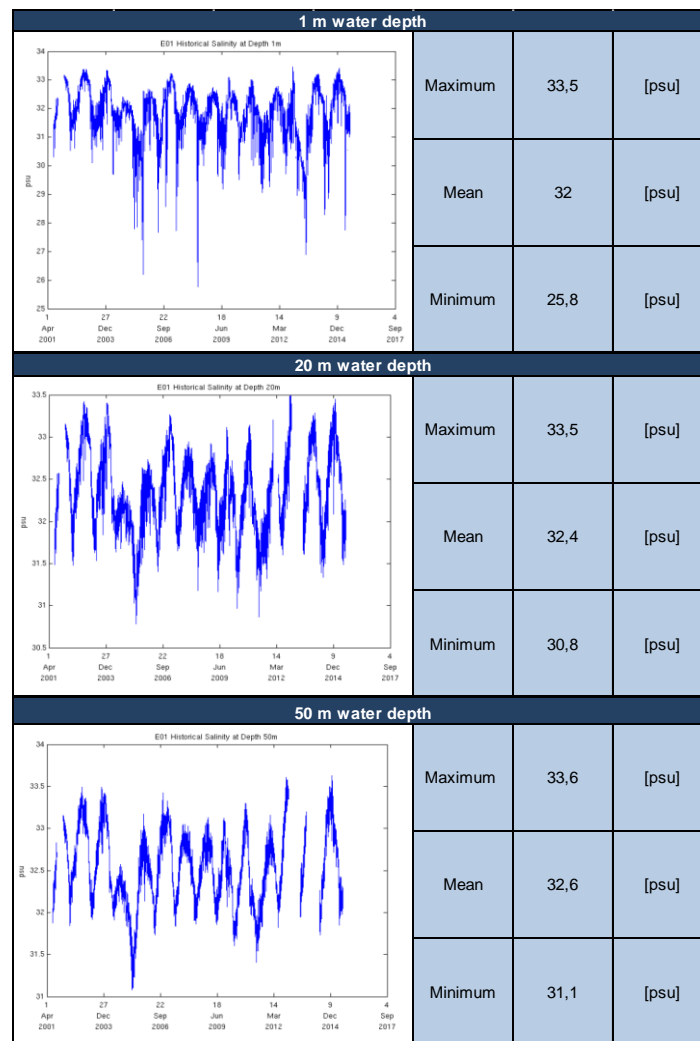 1 m water depth
E01 Historical Salinity at Depth 1m
34
33
32
31
30
29
28
27
26
25
psu
1 27 22 18 14 9 4
Apr Dec Sep Jun Mar Dec Sep
2001 2003 2006 2009 2012 2014 2017
Maximum 33,5 [psu]
Mean 32 [psu]
Minimum 25,8 [psu]
20 m water depth
E01 Historical Salinity at Depth 20m
33.5
33
32.5
32
31.5
31
30.5
psu
1 27 22 18 14 9 4
Apr Dec Sep Jun Mar Dec Sep
2001 2003 2006 2009 2012 2014 2017
Maximum 33,5 [psu]
Mean 32,4 [psu]
Minimum 30,8 [psu]
50 m water depth
E01 Historical Salinity at Depth 50m
34
33.5
33
32.5
32
31.5
31
psu
1 27 22 18 14 9 4
Apr Dec Sep Jun Mar Dec Sep
2001 2003 2006 2009 2012 2014 2017
Maximum 33,6 [psu]
Mean 32,6 [psu]
Minimum 31,1 [psu]